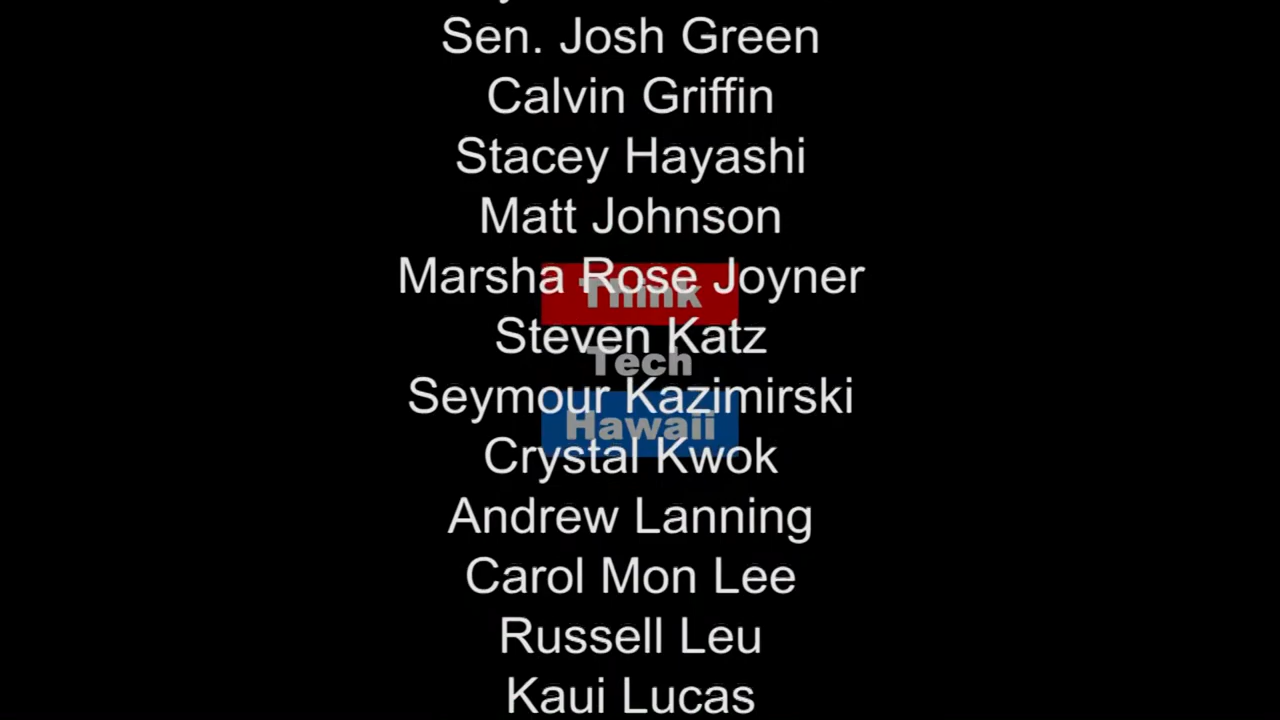 Sen. Josh Green
Calvin Griffin
Stacey Hayashi
Matt Johnson
Marsha Rose Joyner
Think
Steven Katz
Tech
Seymour Kazimirski
Hawaii
Crystal Kwok
Andrew Lanning
Carol Mon Lee
Russell Leu
Kaui Lucas